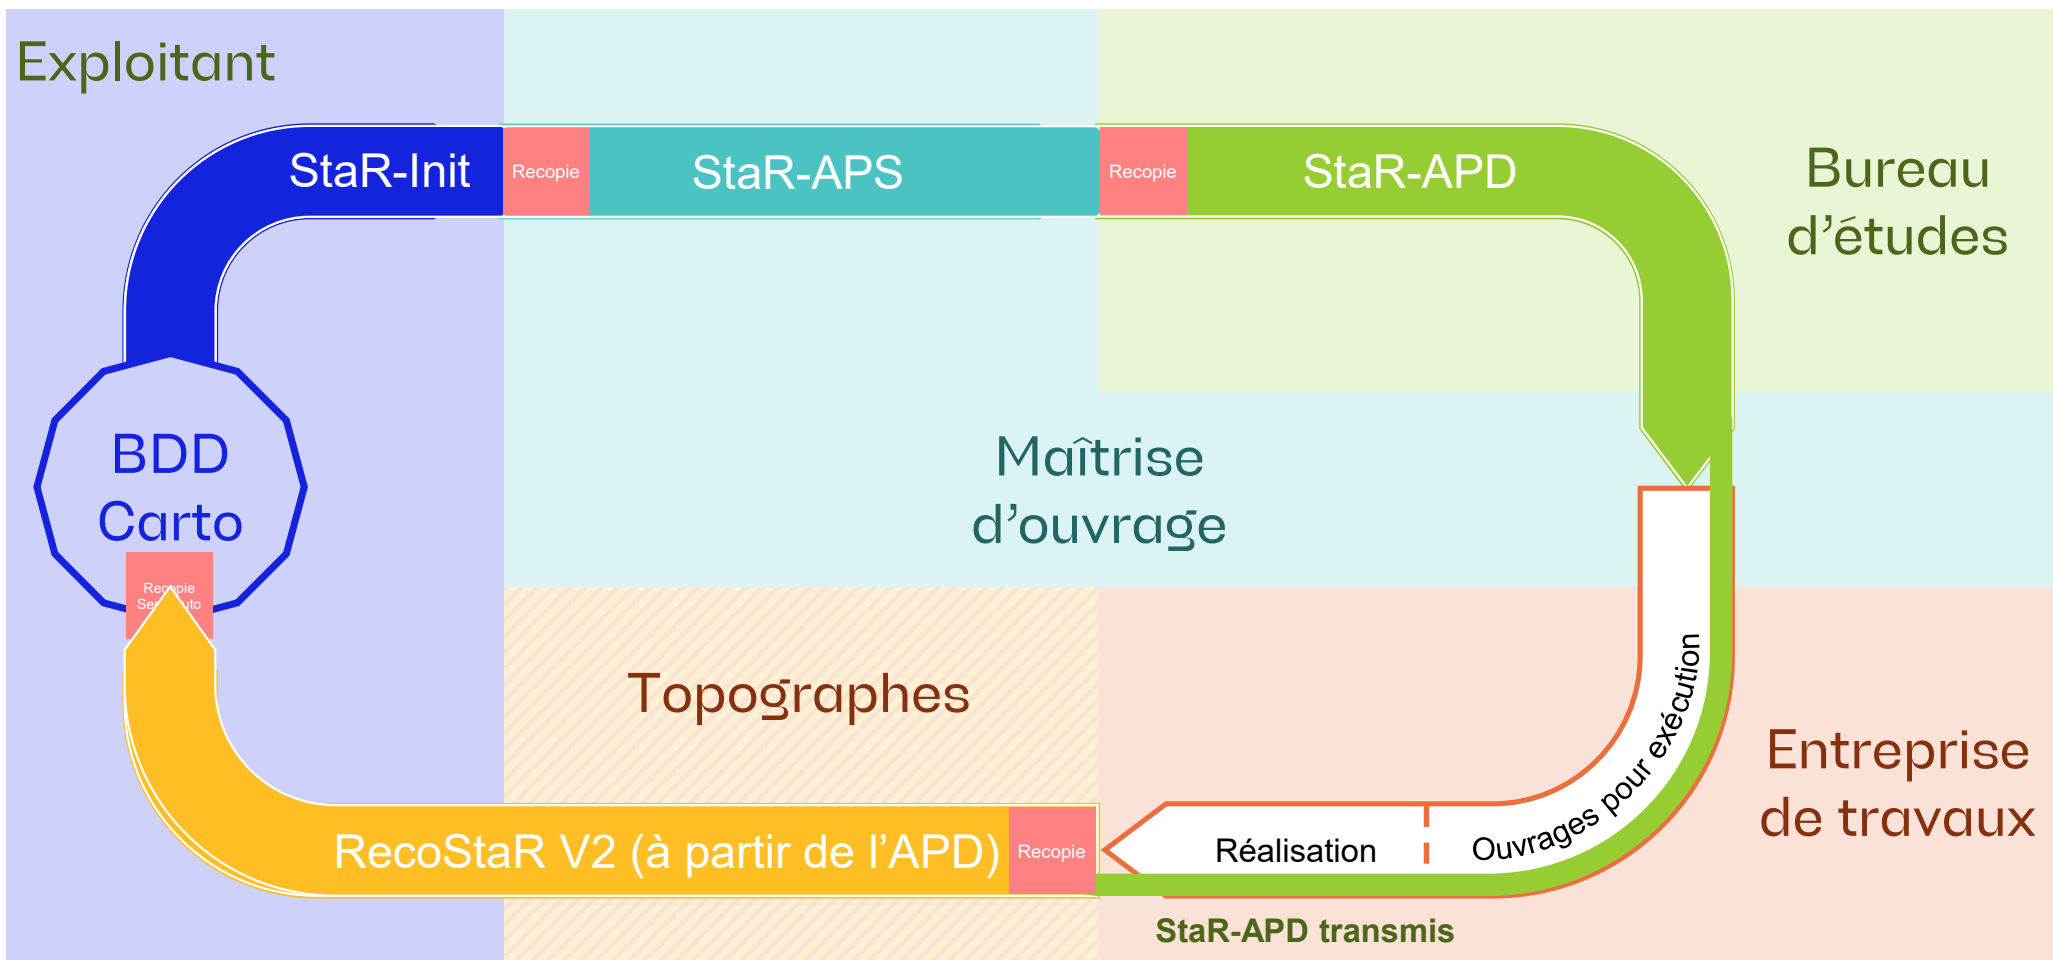 Exploitant
StaR-Init
Recopie
StaR-APS
Recopie
StaR-APD
Bureau
d’études
BDD
Carto
Maîtrise
d’ouvrage
Recopie
Topographes
Ouvrages pour exécution
Entreprise
de travaux
RecoStaR V2 (à partir de l’APD)
Recopie
Réalisation
StaR-APD transmis